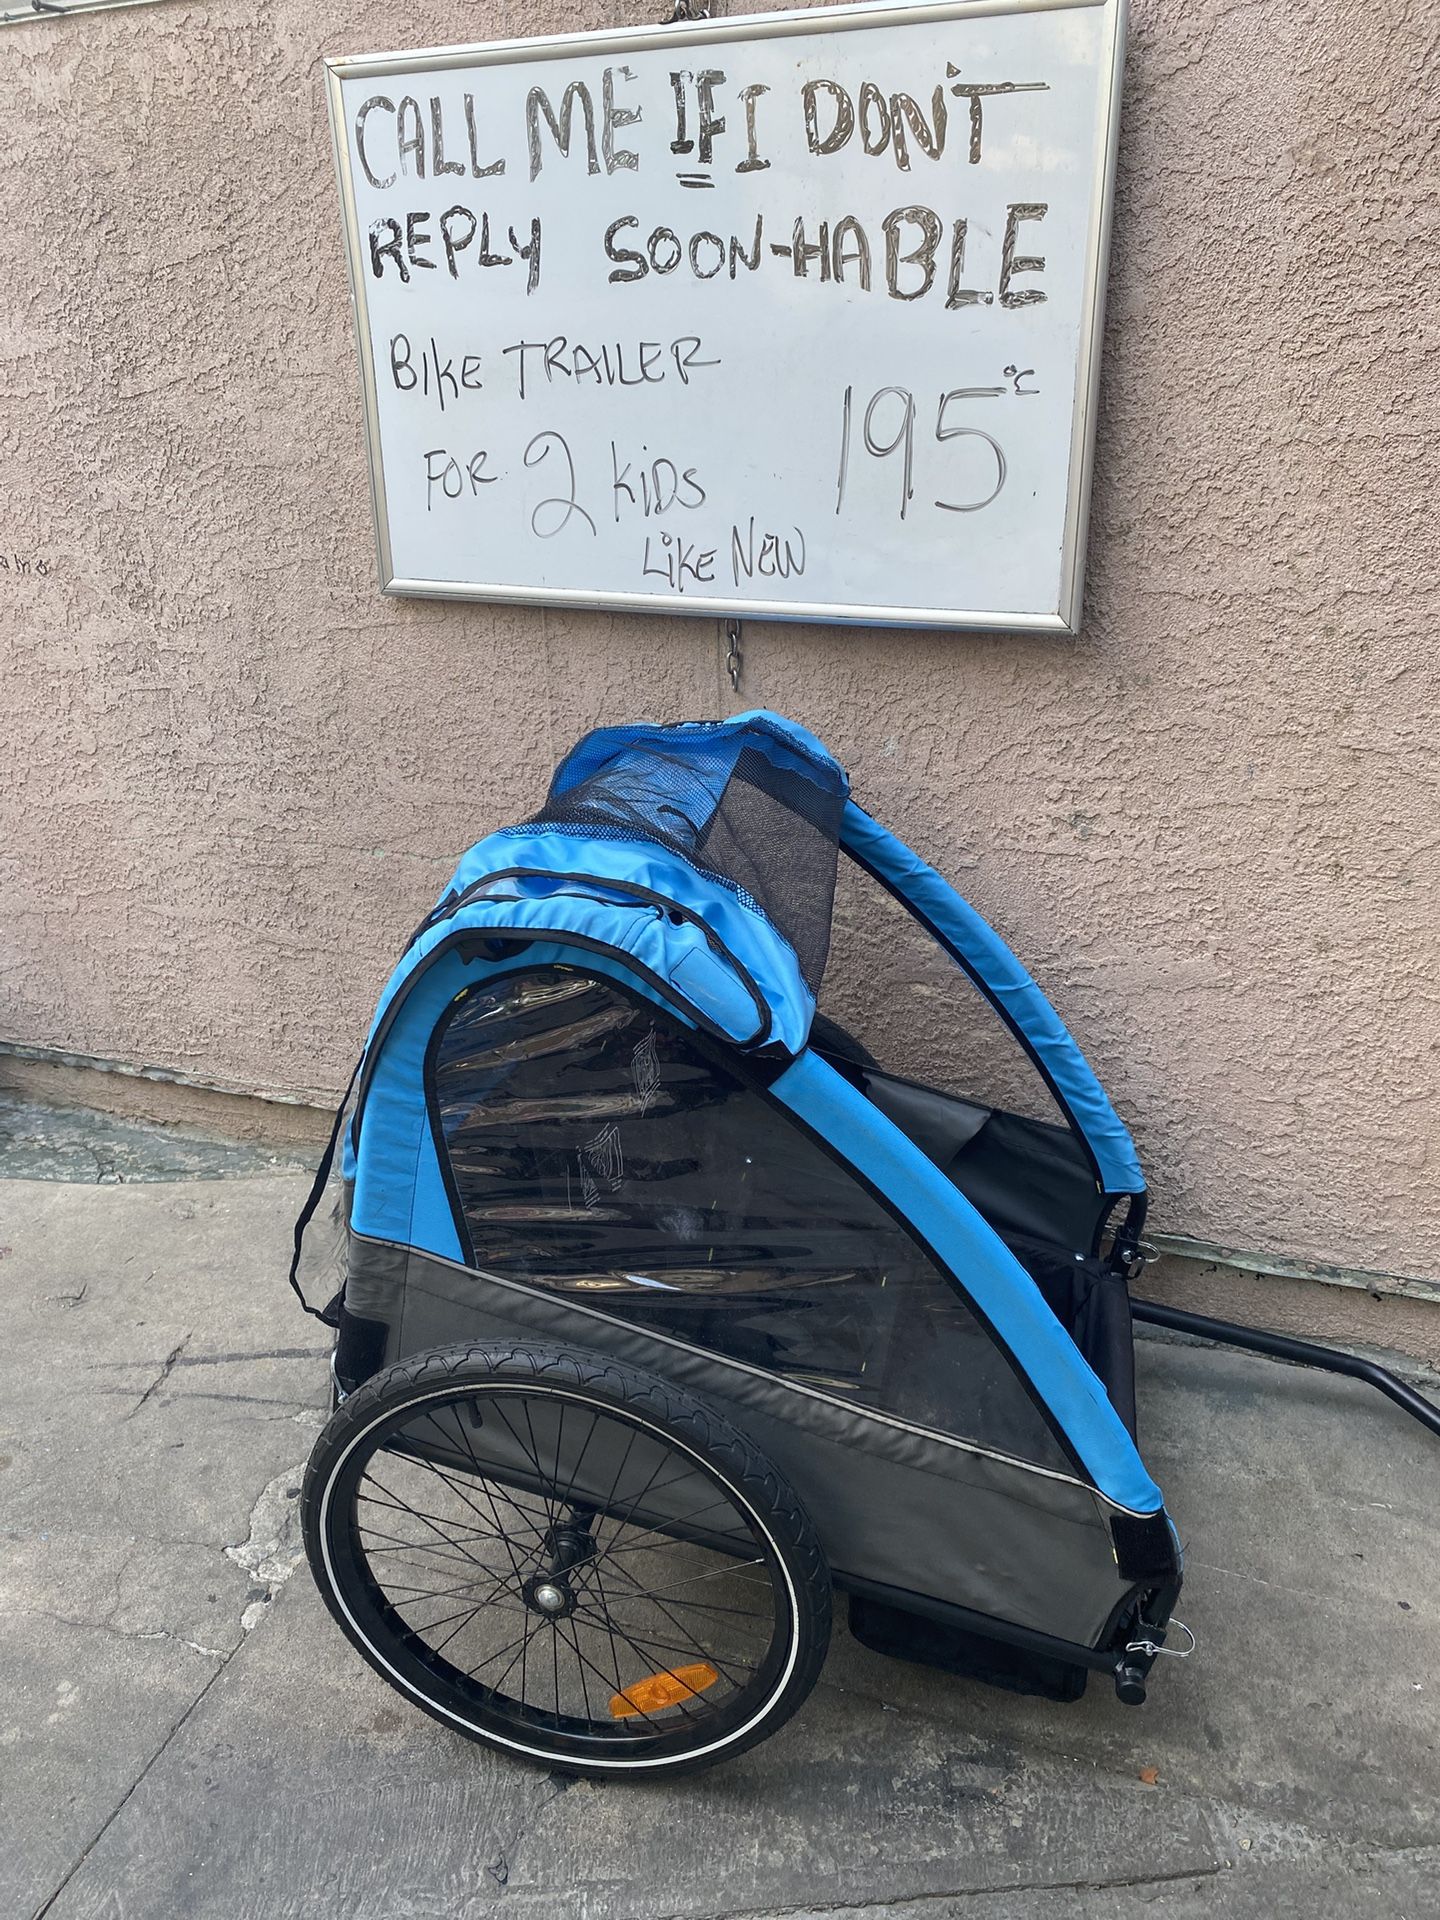 CALL ME IF I DON'T
REPLY SOON-HABLE
BIKE TRAILER
FOR 2 KIDS 195
LIKE NEW